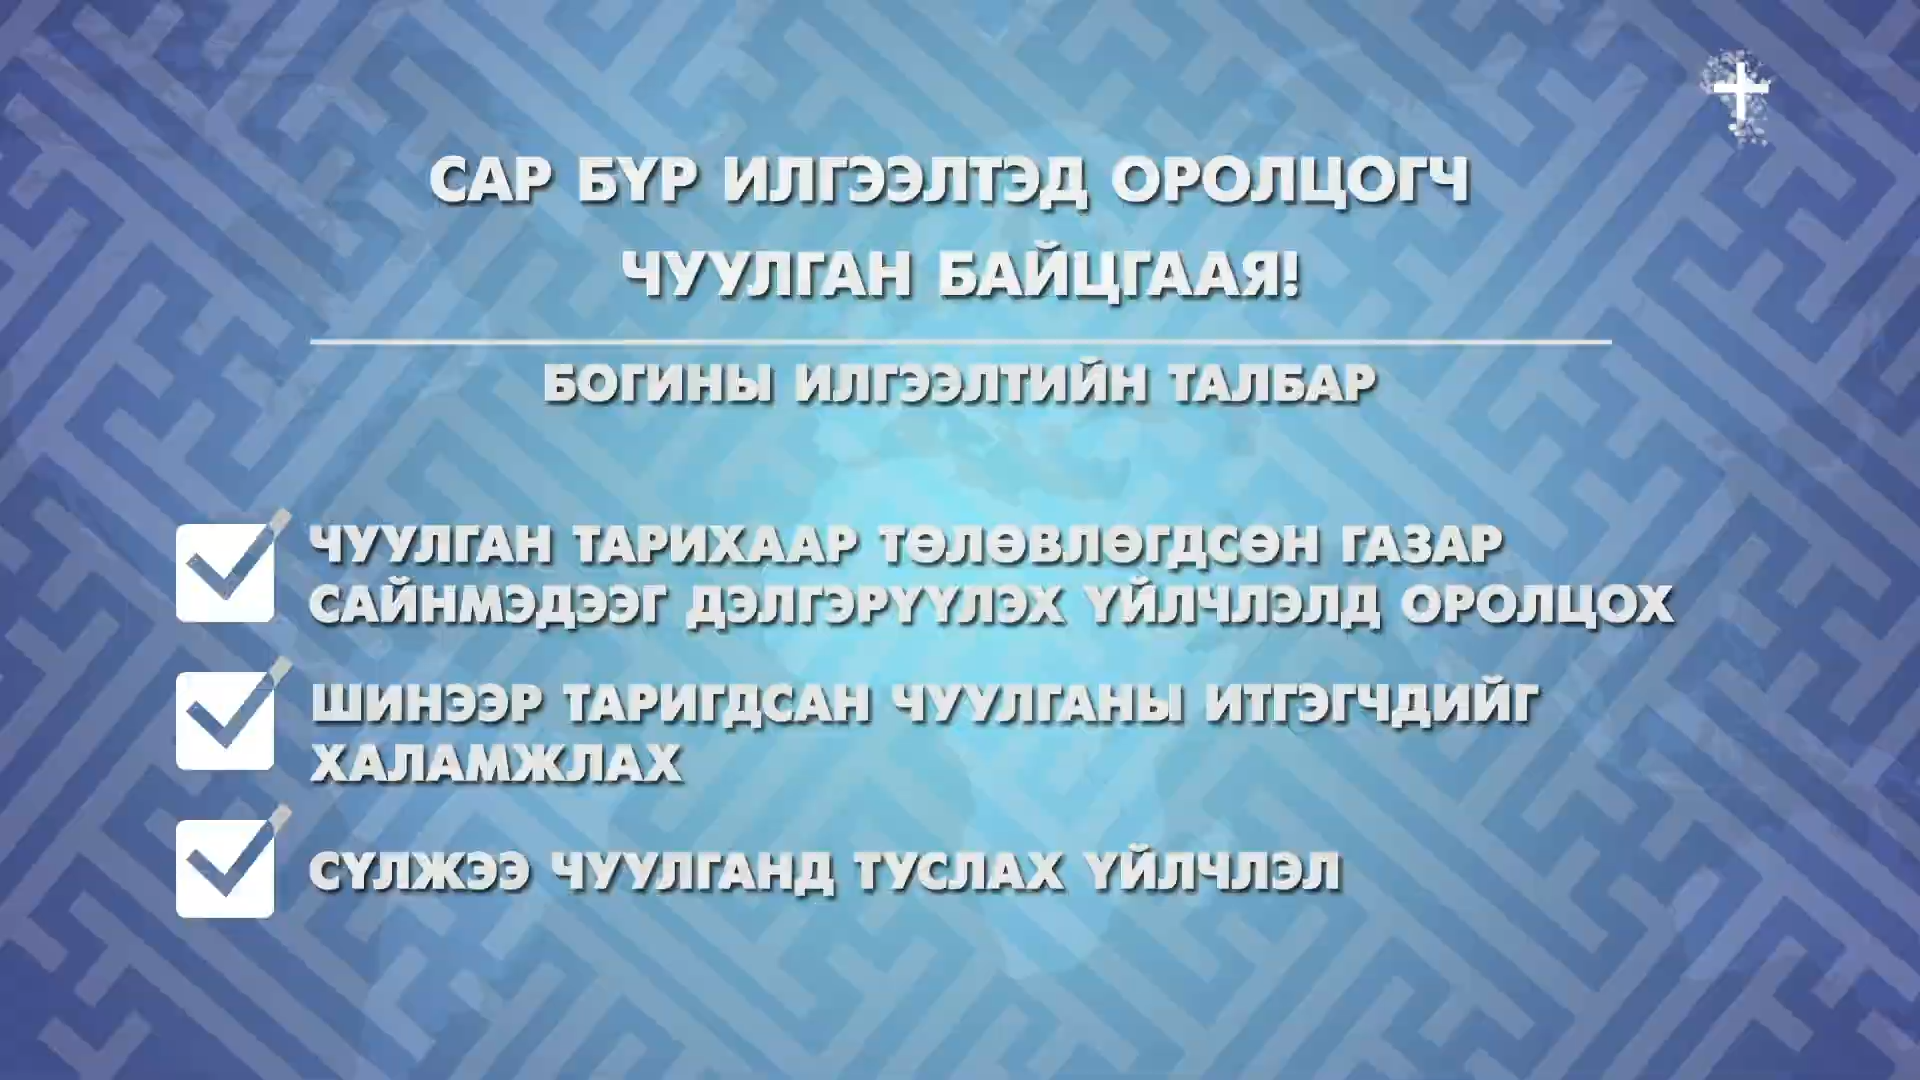 САР БҮР ИЛГЭЭЛТЭД ОРОЛЦОГЧ
ЧУУЛГАН БАЙЦГААЯ!
БОГИНЫ ИЛГЭЭЛТИЙН ТАЛБАР
ЧУУЛГАН ТАРИХААР ТӨЛӨВЛӨГДСӨН ГАЗАР
САЙНМЭДЭЭГ ДЭЛГЭРҮҮЛЭХ ҮЙЛЧЛЭЛД ОРОЛЦОХ
ШИНЭЭР ТАРИГДСАН ЧУУЛГАНЫ ИТГЭГЧДИЙГ
ХАЛАМЖЛАХ
СҮЛЖЭЭ ЧУУЛГАНД ТУСЛАХ ҮЙЛЧЛЭЛ